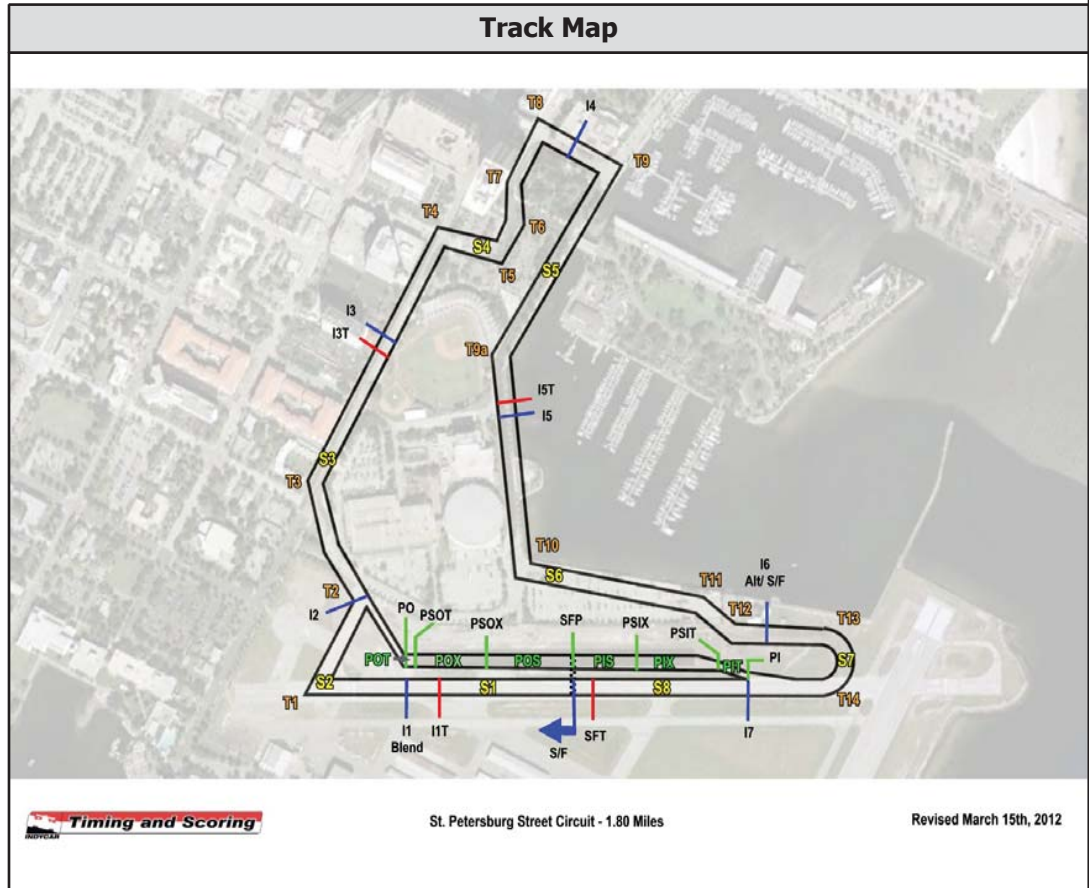 Track Map
T8
I4
T9
T7
T4
T6
S4
T5
S5
I3
I3T
T9a
I5T
I5
S3
T3
T10
S6
T11
I6
Alt/ S/F
T12
T13
T2
I2
PO
PSOT
PSOX
SFP
PSIX
PSIT
PI
POT
POX
POS
PIS
PIX
PIT
S7
S2
T1
S1
S8
T14
I1
Blend
I1T
S/F
SFT
I7
INDYCAR
Timing and Scoring
St. Petersburg Street Circuit - 1.80 Miles
Revised March 15th, 2012